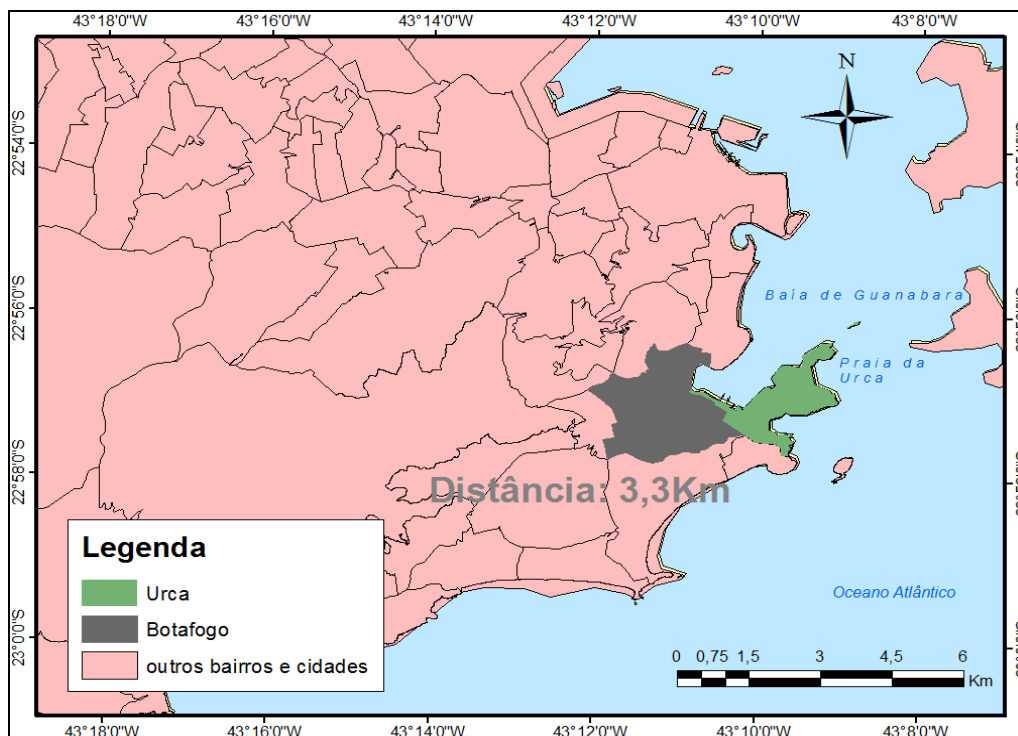 43°18'0"W 43°16'0"W 43°14'0"W 43°12'0"W 43°10'0"W 43°8'0"W
N
22°54'0"S
Baía de Guanabara
22°56'0"S
Praia da
Urca
22°58'0"S
Distância: 3,3Km
Legenda
Urca
Botafogo
outros bairros e cidades
Oceano Atlântico
23°0'0"S
0 0,75 1,5 3 4,5 6
Km
43°18'0"W 43°16'0"W 43°14'0"W 43°12'0"W 43°10'0"W 43°8'0"W